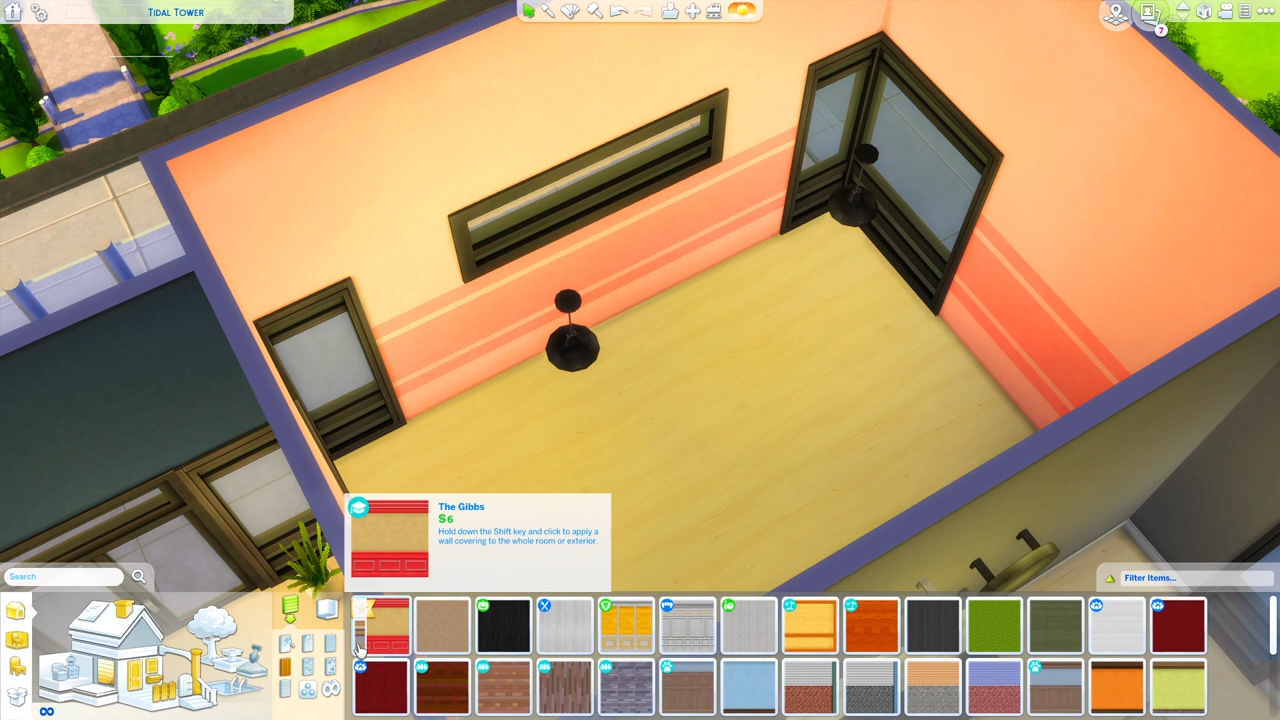 TIDAL TOWER
7
The Gibbs
§6
Hold down the Shift key and click to apply a
wall covering to the whole room or exterior.
Search
Filter Items...